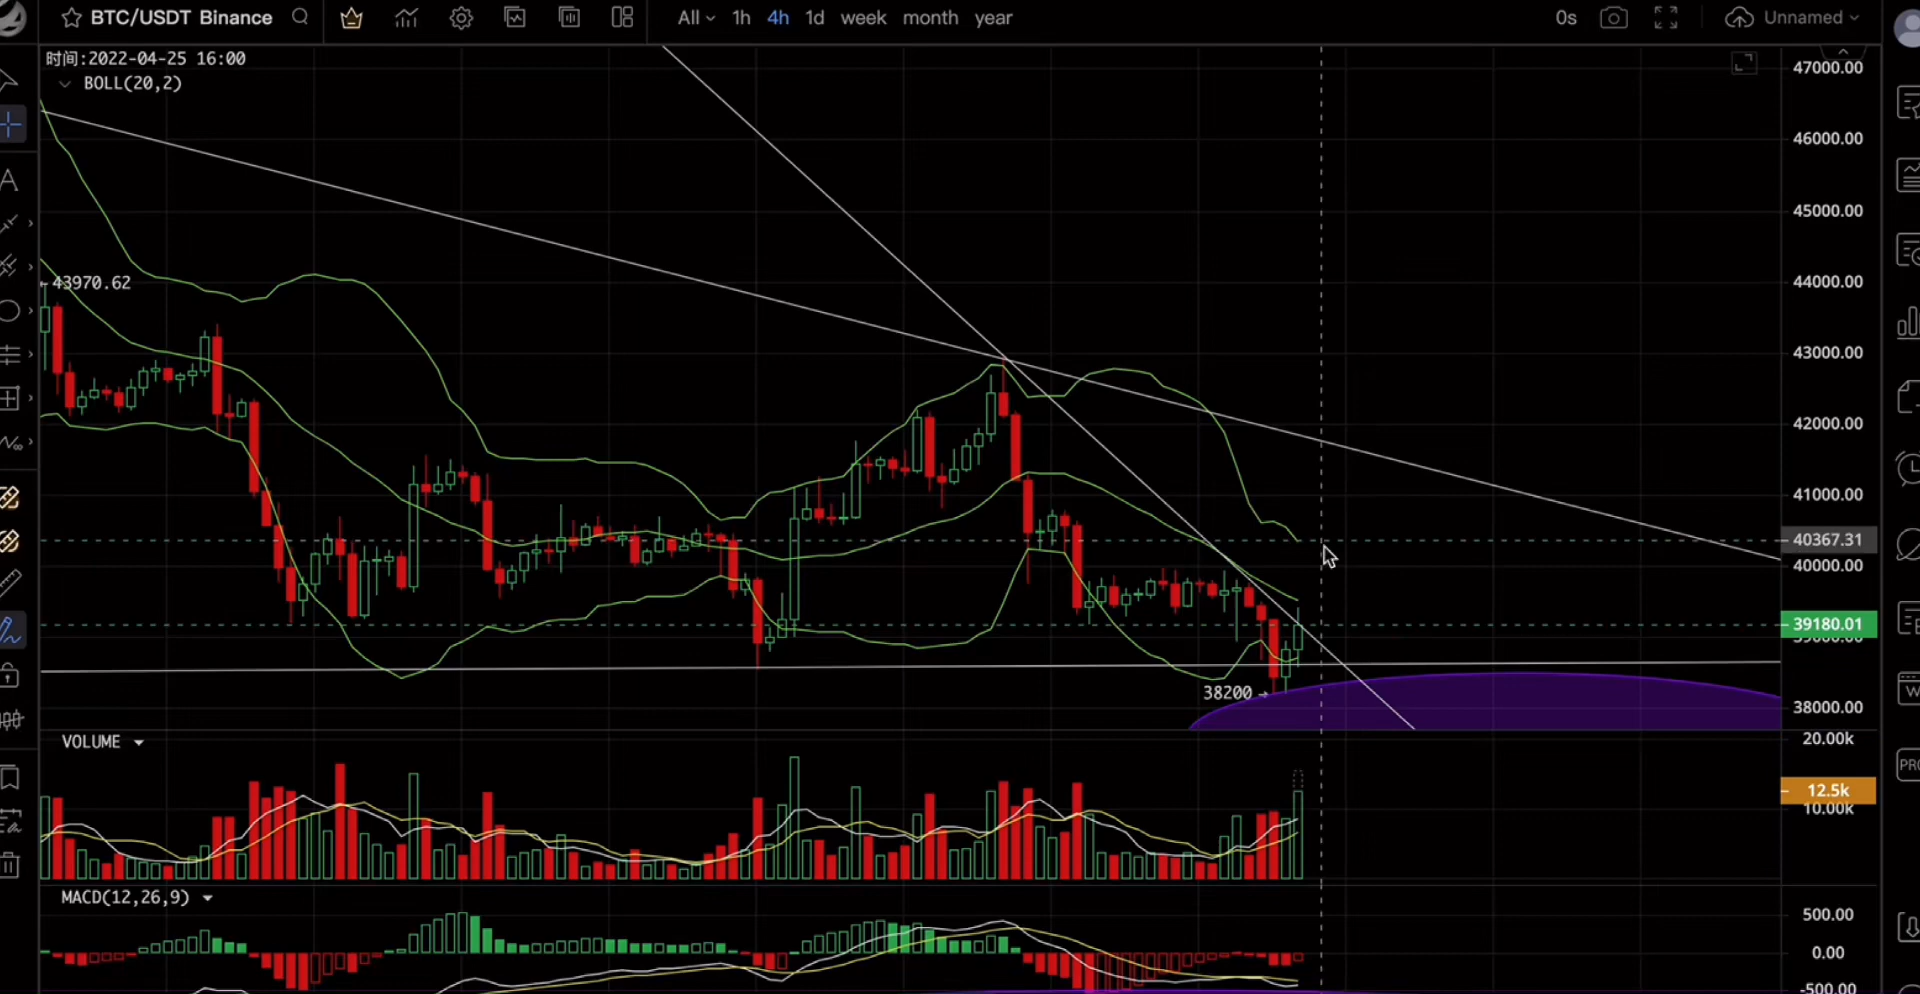 BTC/USDT Binance
All 1h 4h 1d week month year
0s
Unnamed
时间:2022-04-25 16:00
BOLL(20,2)
47000.00
46000.00
45000.00
44000.00
43970.62
43000.00
42000.00
41000.00
40367.31
40000.00
39180.01
38200
38000.00
VOLUME
20.00k
12.5k
10.00k
PRO
MACD(12,26,9)
500.00
0.00
-500.00